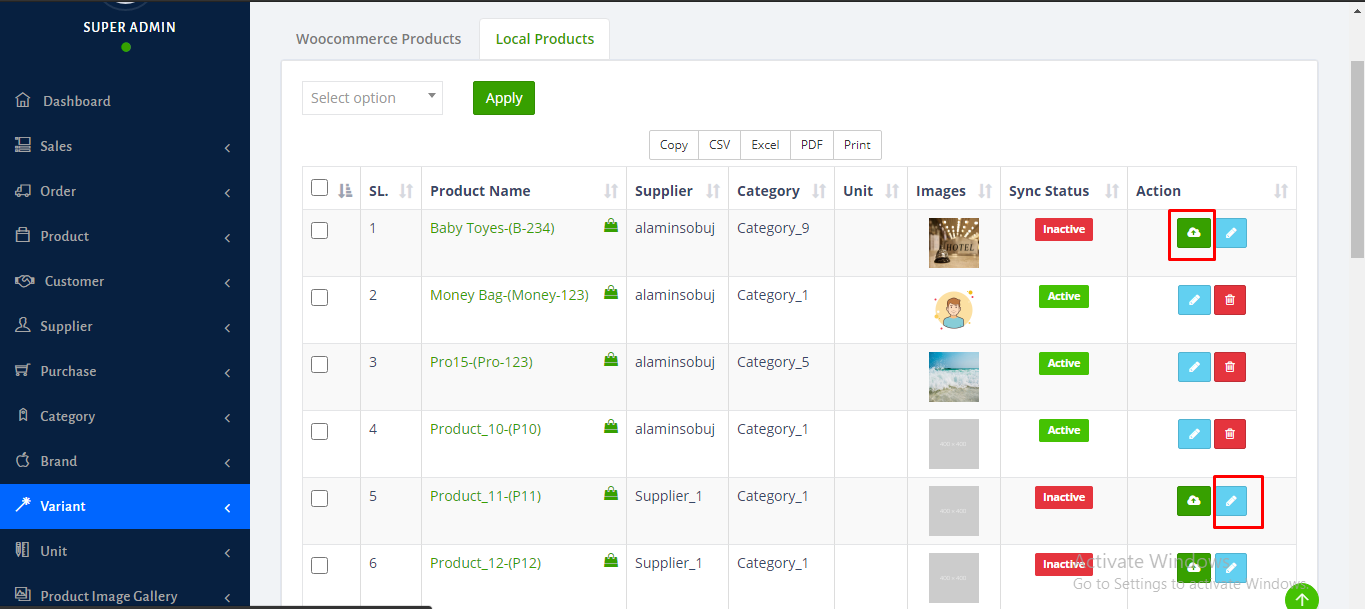 SUPER ADMIN
Dashboard
Sales
Order
Product
Customer
Supplier
Purchase
Category
Brand
Variant
Unit
Product Image Gallery
Woocommerce Products Local Products
Select option Apply
Copy CSV Excel PDF Print
SL. Product Name Supplier Category Unit Images Sync Status Action
1 Baby Toyes-(B-234) alaminsobuj Category_9 HOTEL Inactive
2 Money Bag-(Money-123) alaminsobuj Category_1 Active
3 Pro15-(Pro-123) alaminsobuj Category_5 Active
4 Product_10-(P10) alaminsobuj Category_1 400 x 400 Active
5 Product_11-(P11) Supplier_1 Category_1 400 x 400 Inactive
6 Product_12-(P12) Supplier_1 Category_1 400 x 400 Inactive
Activate Windows
Go to Settings to activate Windows.